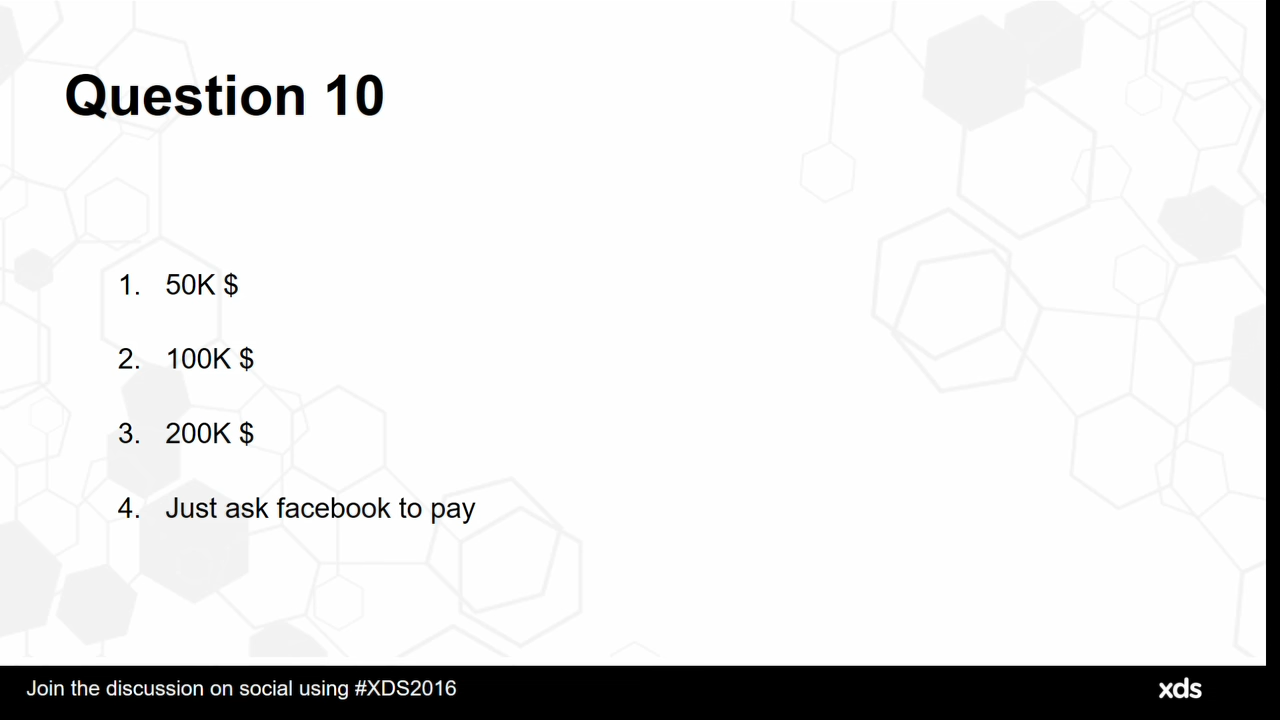 Question 10
1. 50K $
2. 100K $
3. 200K $
4. Just ask facebook to pay
Join the discussion on social using #XDS2016
xds